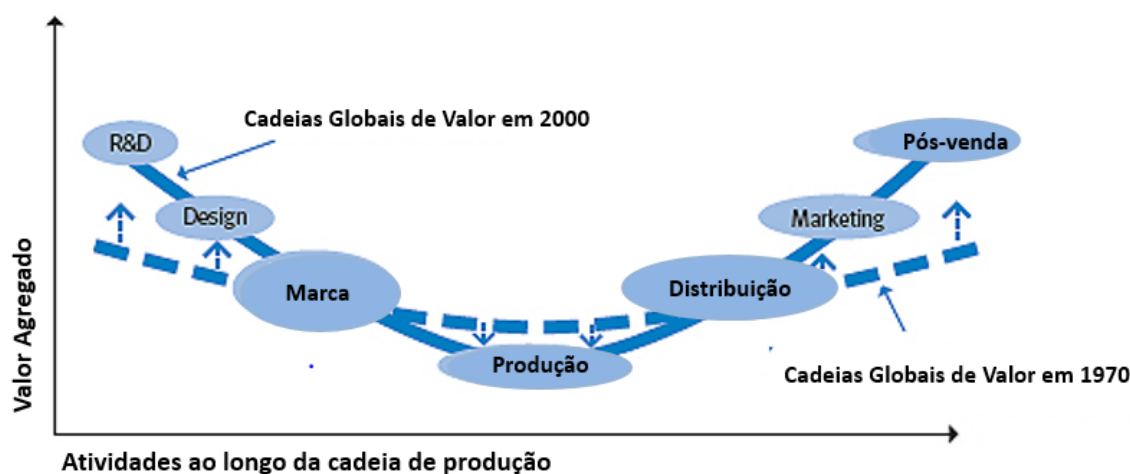 Cadeias Globais de Valor em 2000
R&D
Pós-venda
Design
Marketing
Marca
Distribuição
Produção
Cadeias Globais de Valor em 1970
Valor Agregado
Atividades ao longo da cadeia de produção